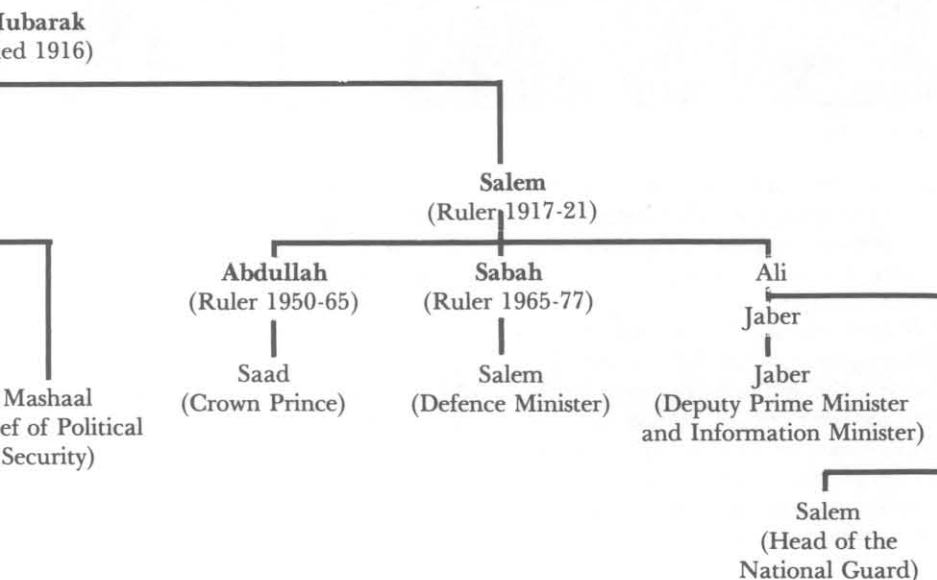 Mubarak
ed 1916)
Salem
(Ruler 1917-21)
Abdullah
(Ruler 1950-65)
Sabah
(Ruler 1965-77)
Ali
Jaber
Saad
(Crown Prince)
Salem
(Defence Minister)
Jaber
(Deputy Prime Minister
and Information Minister)
Mashaal
ef of Political
Security)
Salem
(Head of the
National Guard)